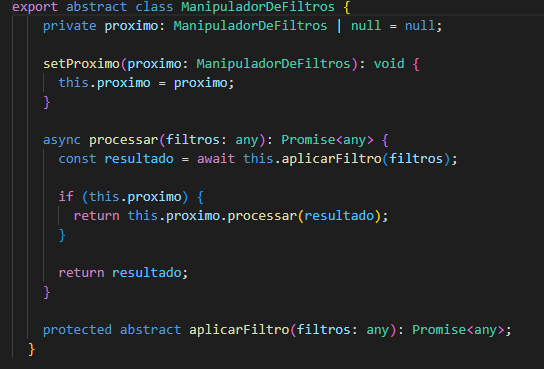 export abstract class ManipuladorDeFiltros {
private proximo: ManipuladorDeFiltros | null = null;
setProximo(proximo: ManipuladorDeFiltros): void {
this.proximo = proximo;
}
async processar(filtros: any): Promise<any> {
const resultado = await this.aplicarFiltro(filtros);
if (this.proximo) {
return this.proximo.processar(resultado);
}
return resultado;
}
protected abstract aplicarFiltro(filtros: any): Promise<any>;
}